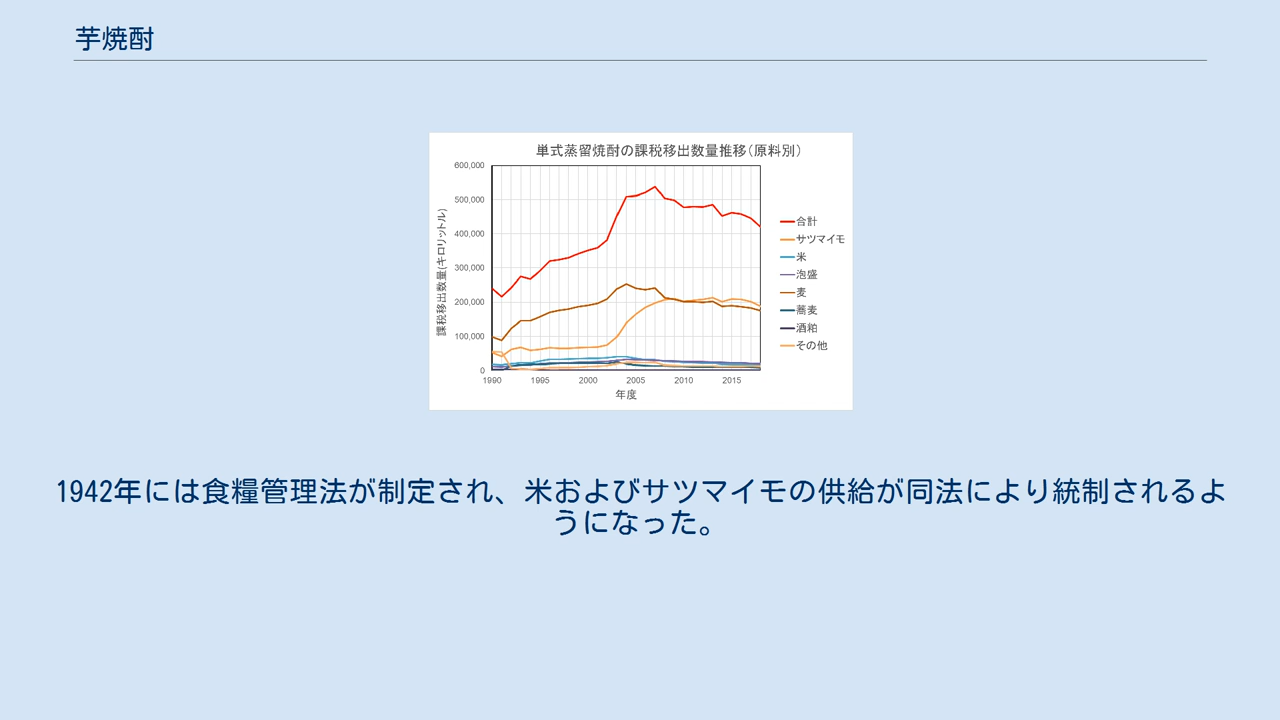 芋焼酎
単式蒸留焼酎の課税移出数量推移(原料別)
課税移出数量(キロリットル)
600,000
500,000
400,000
300,000
200,000
100,000
0
1990 1995 2000 2005 2010 2015
年度
合計
サツマイモ
米
泡盛
麦
蕎麦
酒粕
その他
1942年には食糧管理法が制定され、米およびサツマイモの供給が同法により統制されるよ
うになった。